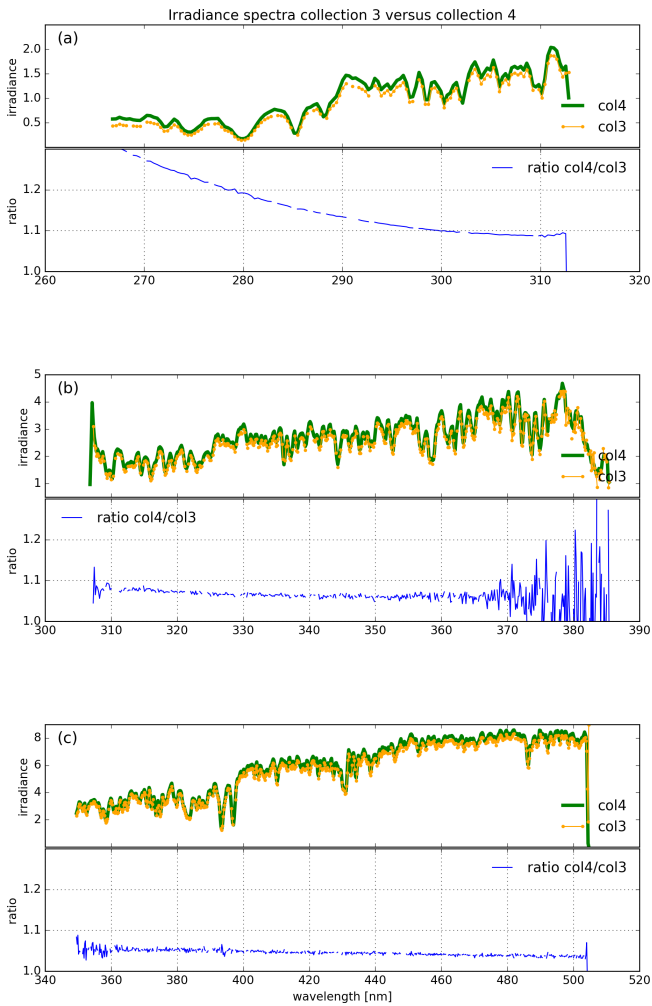 Irradiance spectra collection 3 versus collection 4
(a)
irradiance
2.0
1.5
1.0
0.5
col4
col3
ratio
1.2
1.1
1.0
ratio col4/col3
260 270 280 290 300 310 320
(b)
irradiance
5
4
3
2
1
col4
col3
ratio
1.2
1.1
1.0
ratio col4/col3
300 310 320 330 340 350 360 370 380 390
(c)
irradiance
8
6
4
2
col4
col3
ratio
1.2
1.1
1.0
ratio col4/col3
340 360 380 400 420 440 460 480 500 520
wavelength [nm]